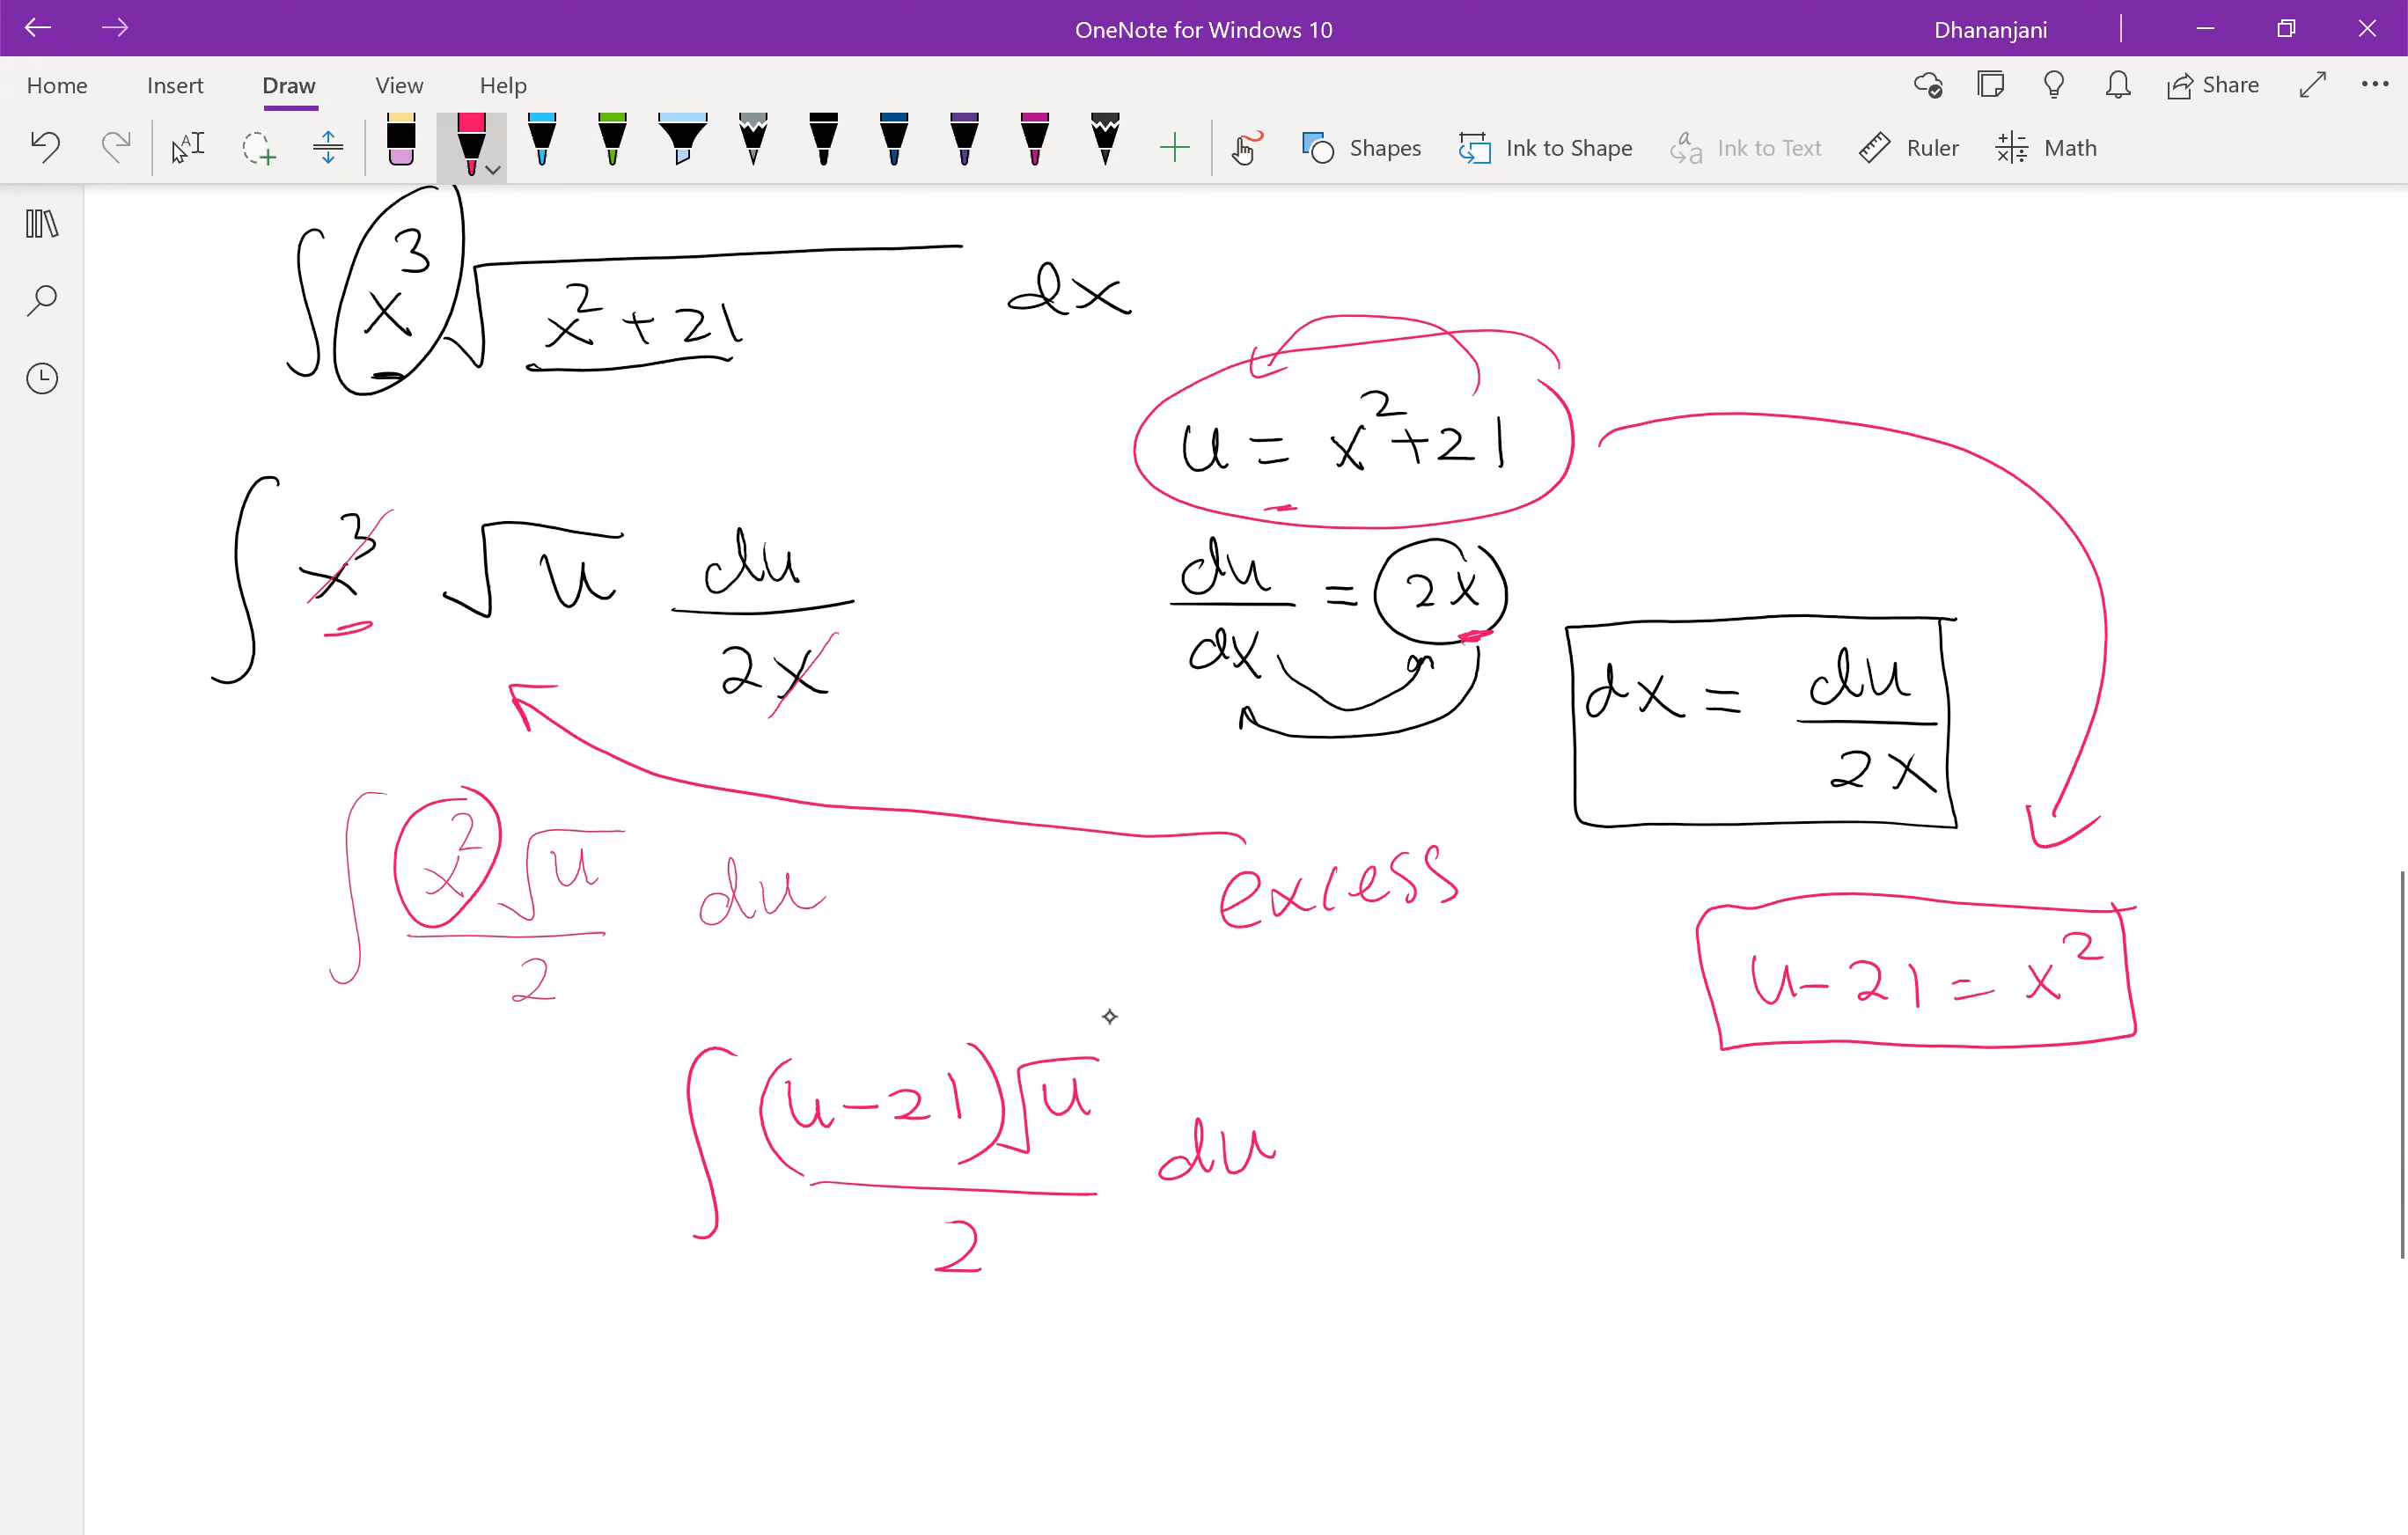 OneNote for Windows 10 Dhananjani
Home Insert Draw View Help Share
Shapes Ink to Shape Ink to Text Ruler Math
∫ x³ √(x² + 21) dx
u = x² + 21
∫ x³ √u du/2x
du/dx = 2x
dx = du/2x
∫ x² √u / 2 du
excess
u - 21 = x²
∫ (u - 21) √u / 2 du